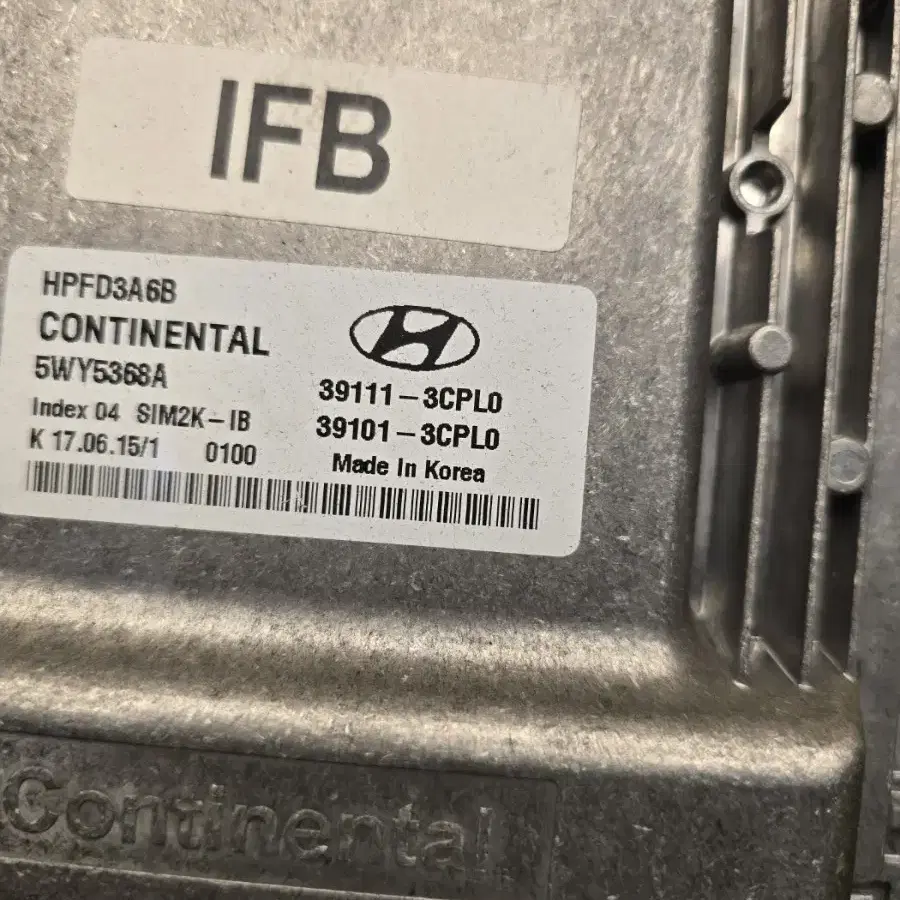 IFB
HPFD3A6B
CONTINENTAL
5WY5368A
Index 04 SIM2K-IB
K 17.06.15/1 0100
39111-3CPL0
39101-3CPL0
Made In Korea
Continental